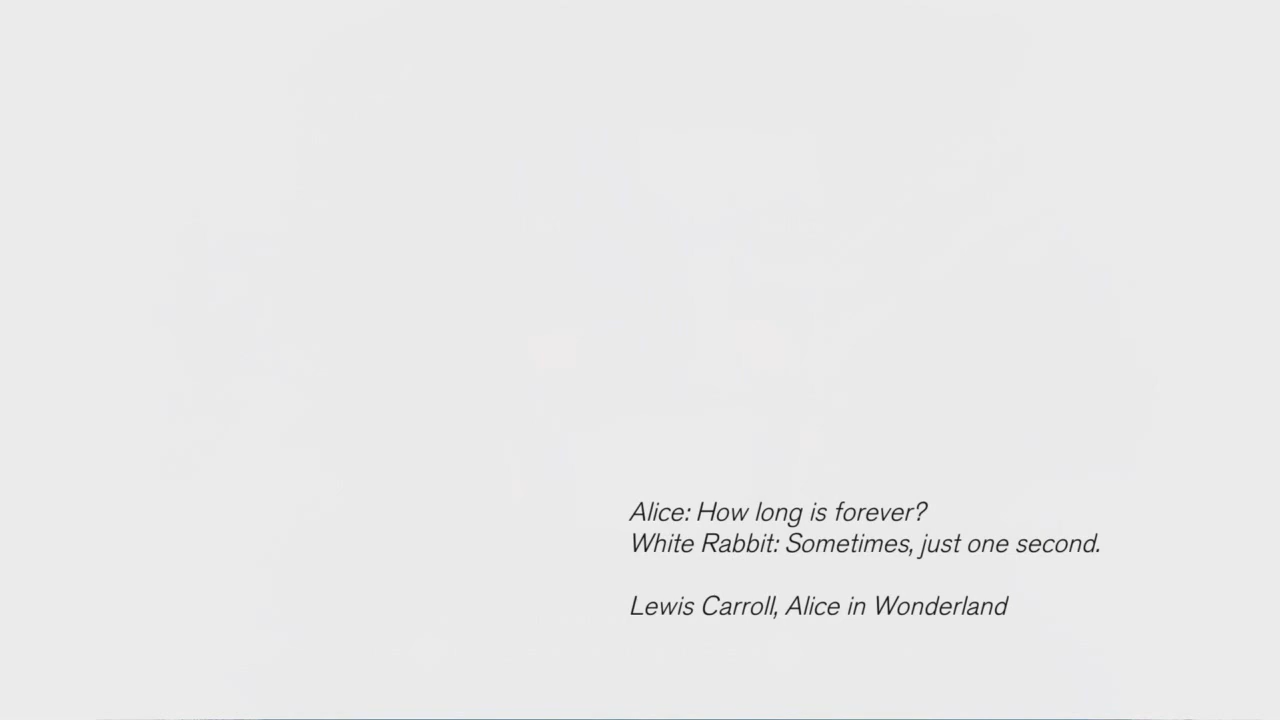 Alice: How long is forever?
White Rabbit: Sometimes, just one second.
Lewis Carroll, Alice in Wonderland